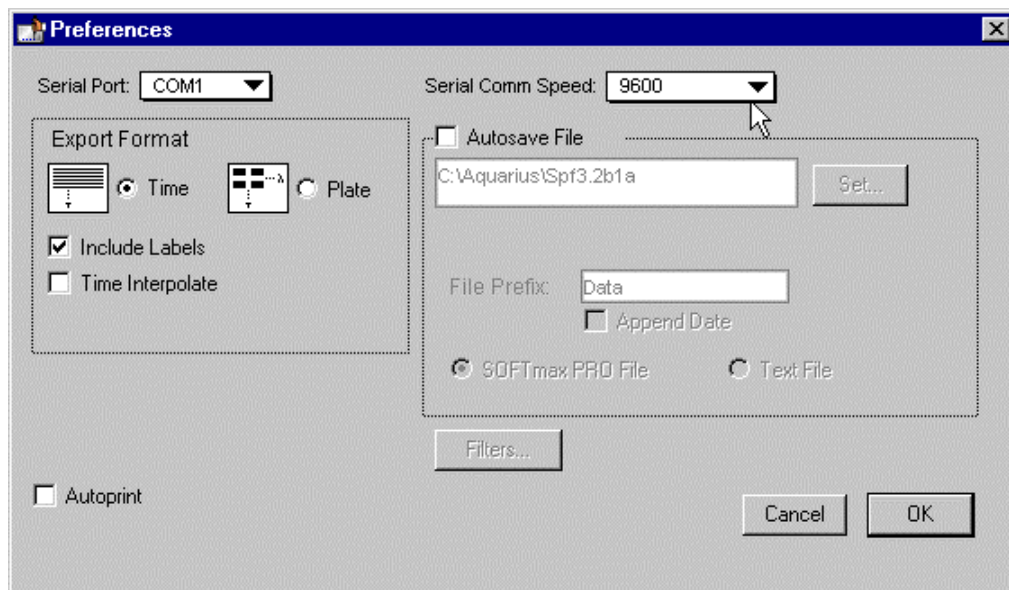 Preferences
Serial Port: COM1
Serial Comm Speed: 9600
Export Format
Time
Plate
Include Labels
Time Interpolate
Autosave File
C:\Aquarius\Spf3.2b1a
Set...
File Prefix: Data
Append Date
SOFTmax PRO File
Text File
Filters...
Autoprint
Cancel
OK